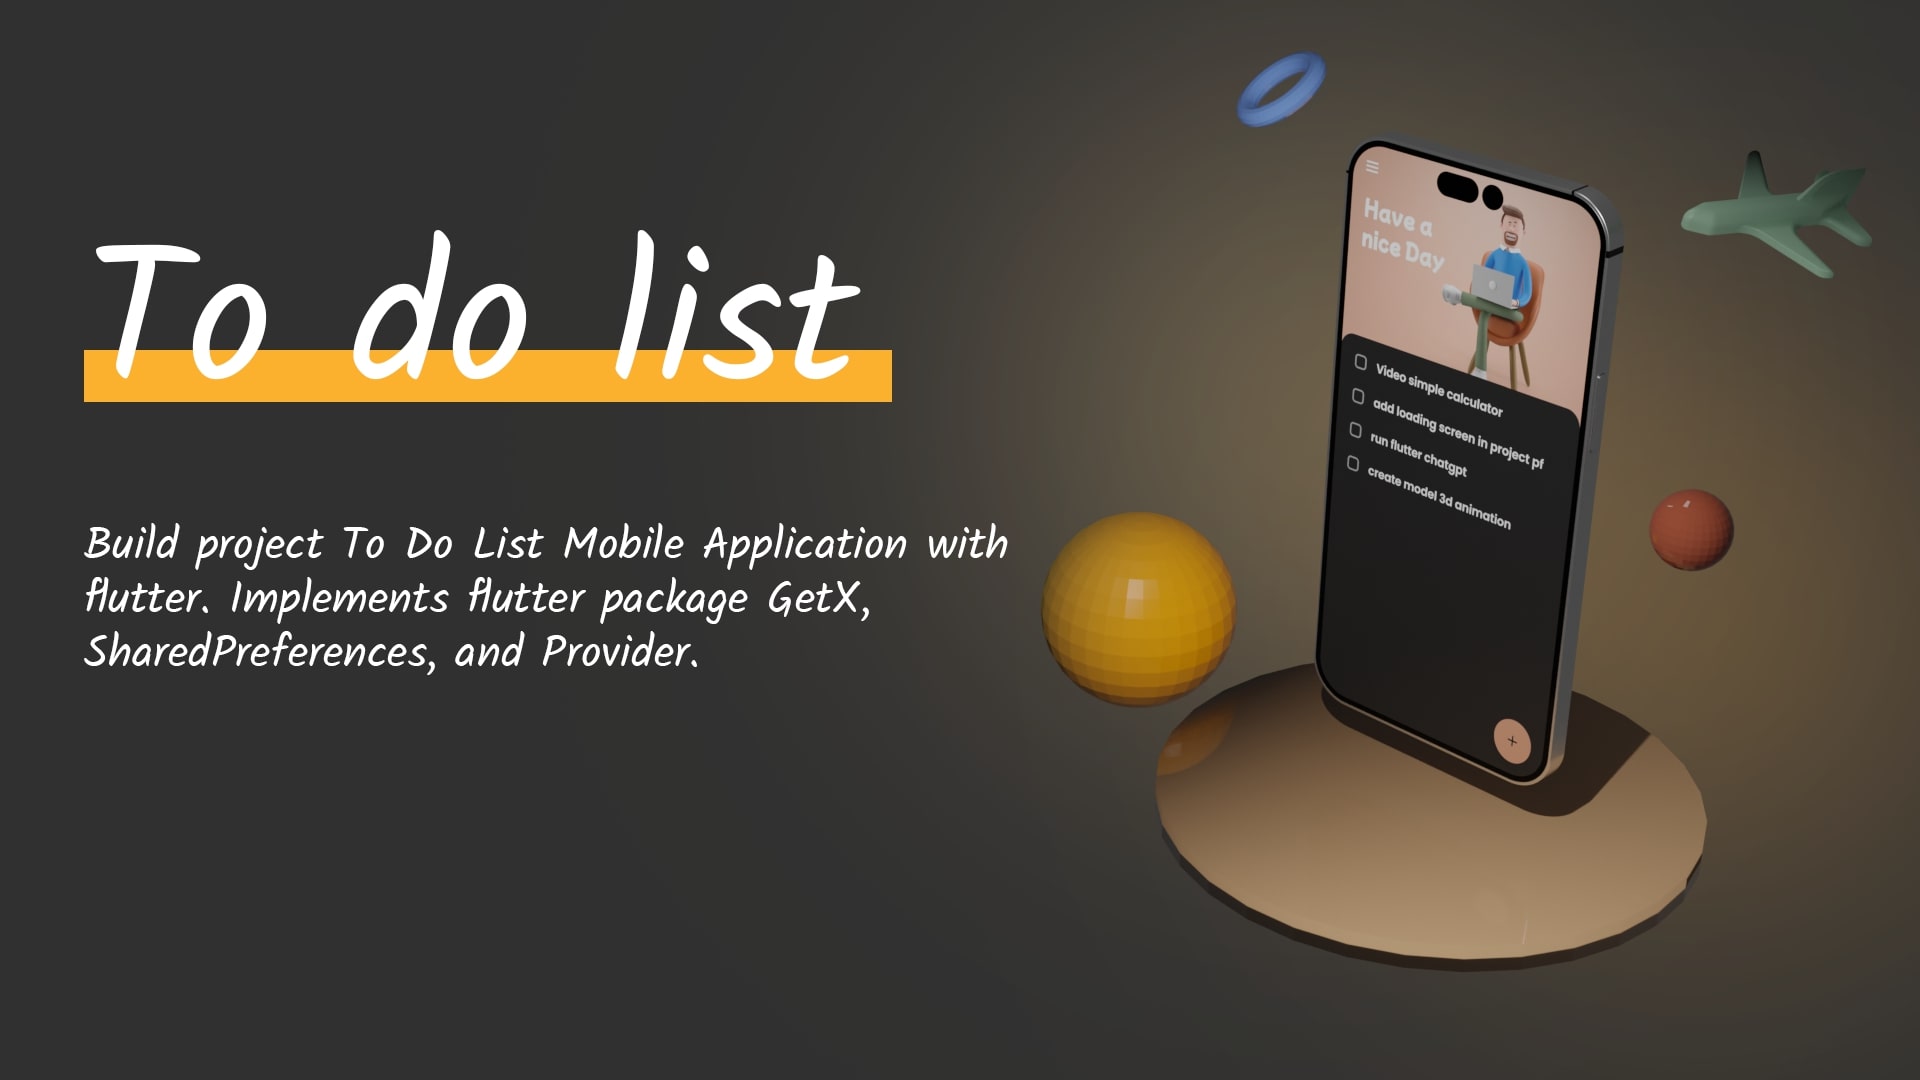 To do list
Build project To Do List Mobile Application with
flutter. Implements flutter package GetX,
SharedPreferences, and Provider.
Have a
nice Day
Video simple calculator
add loading screen in project pf
run flutter chatgpt
create model 3d animation
+